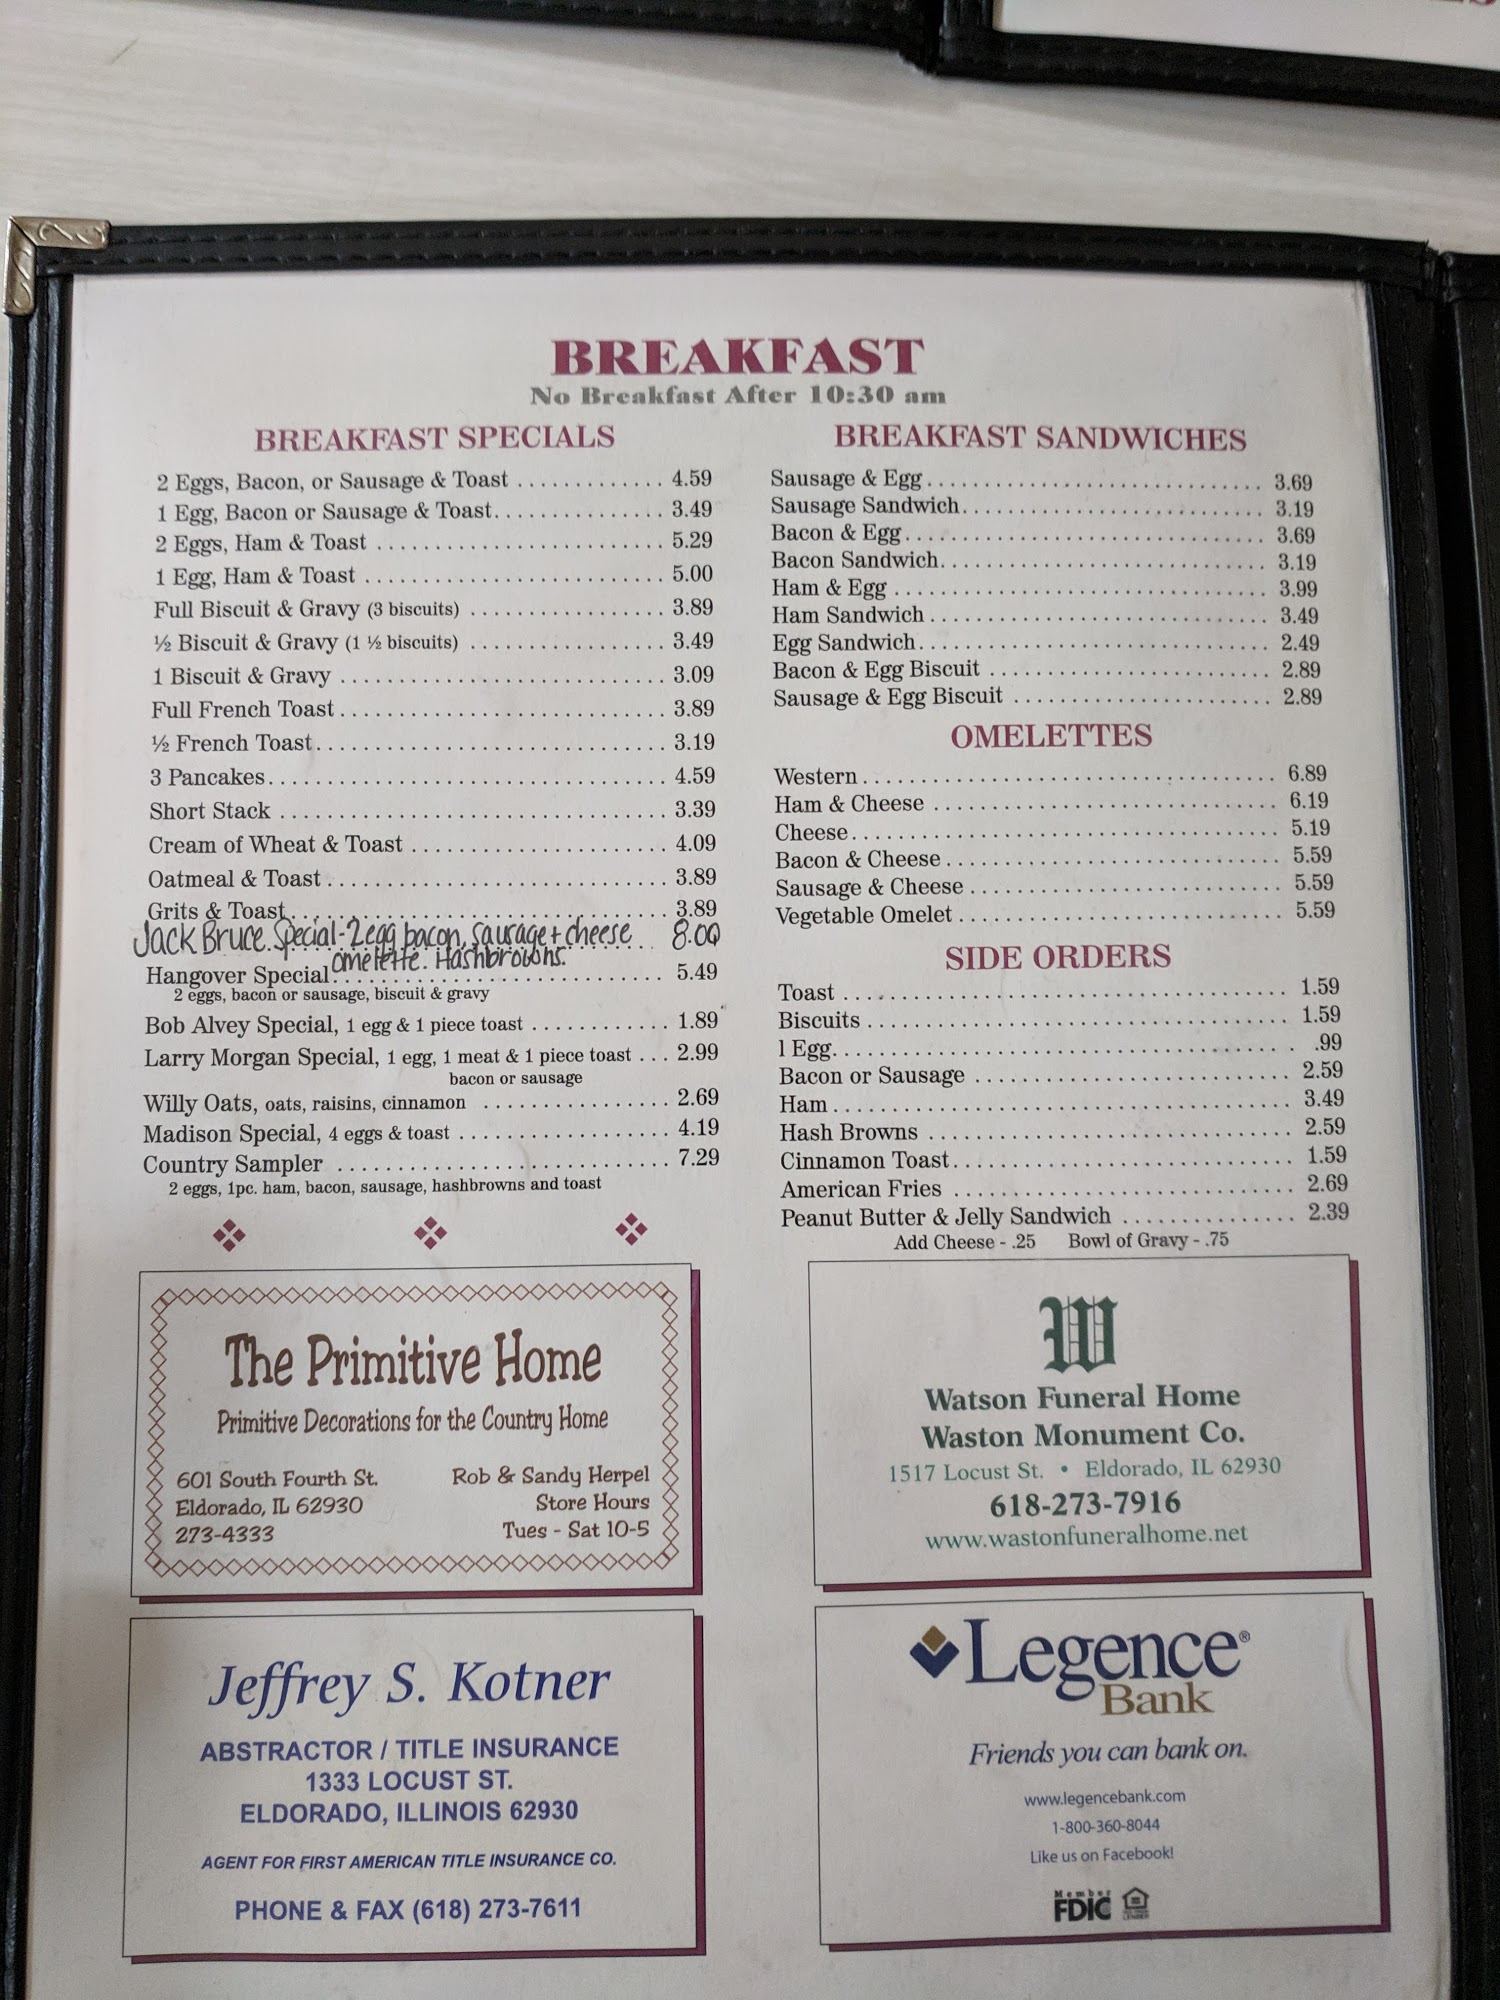 BREAKFAST
No Breakfast After 10:30 am
BREAKFAST SPECIALS
2 Eggs, Bacon, or Sausage & Toast 4.59
1 Egg, Bacon or Sausage & Toast 3.49
2 Eggs, Ham & Toast 5.29
1 Egg, Ham & Toast 5.00
Full Biscuit & Gravy (3 biscuits) 3.89
½ Biscuit & Gravy (1 ½ biscuits) 3.49
1 Biscuit & Gravy 3.09
Full French Toast 3.89
½ French Toast 3.19
3 Pancakes 4.59
Short Stack 3.39
Cream of Wheat & Toast 4.09
Oatmeal & Toast 3.89
Grits & Toast 3.89
Jack Bruce Special-2egg bacon, sausage + cheese 8.00
omelette. Hashbrowns.
Hangover Special 5.49
2 eggs, bacon or sausage, biscuit & gravy
Bob Alvey Special, 1 egg & 1 piece toast 1.89
Larry Morgan Special, 1 egg, 1 meat & 1 piece toast 2.99
bacon or sausage
Willy Oats, oats, raisins, cinnamon 2.69
Madison Special, 4 eggs & toast 4.19
Country Sampler 7.29
2 eggs, 1pc. ham, bacon, sausage, hashbrowns and toast
BREAKFAST SANDWICHES
Sausage & Egg 3.69
Sausage Sandwich 3.19
Bacon & Egg 3.69
Bacon Sandwich 3.19
Ham & Egg 3.99
Ham Sandwich 3.49
Egg Sandwich 2.49
Bacon & Egg Biscuit 2.89
Sausage & Egg Biscuit 2.89
OMELETTES
Western 6.89
Ham & Cheese 6.19
Cheese 5.19
Bacon & Cheese 5.59
Sausage & Cheese 5.59
Vegetable Omelet 5.59
SIDE ORDERS
Toast 1.59
Biscuits 1.59
1 Egg .99
Bacon or Sausage 2.59
Ham 3.49
Hash Browns 2.59
Cinnamon Toast 1.59
American Fries 2.69
Peanut Butter & Jelly Sandwich 2.39
Add Cheese - .25 Bowl of Gravy - .75
The Primitive Home
Primitive Decorations for the Country Home
601 South Fourth St.
Eldorado, IL 62930
273-4333
Rob & Sandy Herpel
Store Hours
Tues - Sat 10-5
W
Watson Funeral Home
Waston Monument Co.
1517 Locust St. • Eldorado, IL 62930
618-273-7916
www.wastonfuneralhome.net
Jeffrey S. Kotner
ABSTRACTOR / TITLE INSURANCE
1333 LOCUST ST.
ELDORADO, ILLINOIS 62930
AGENT FOR FIRST AMERICAN TITLE INSURANCE CO.
PHONE & FAX (618) 273-7611
Legence®
Bank
Friends you can bank on.
www.legencebank.com
1-800-360-8044
Like us on Facebook!
Member
FDIC